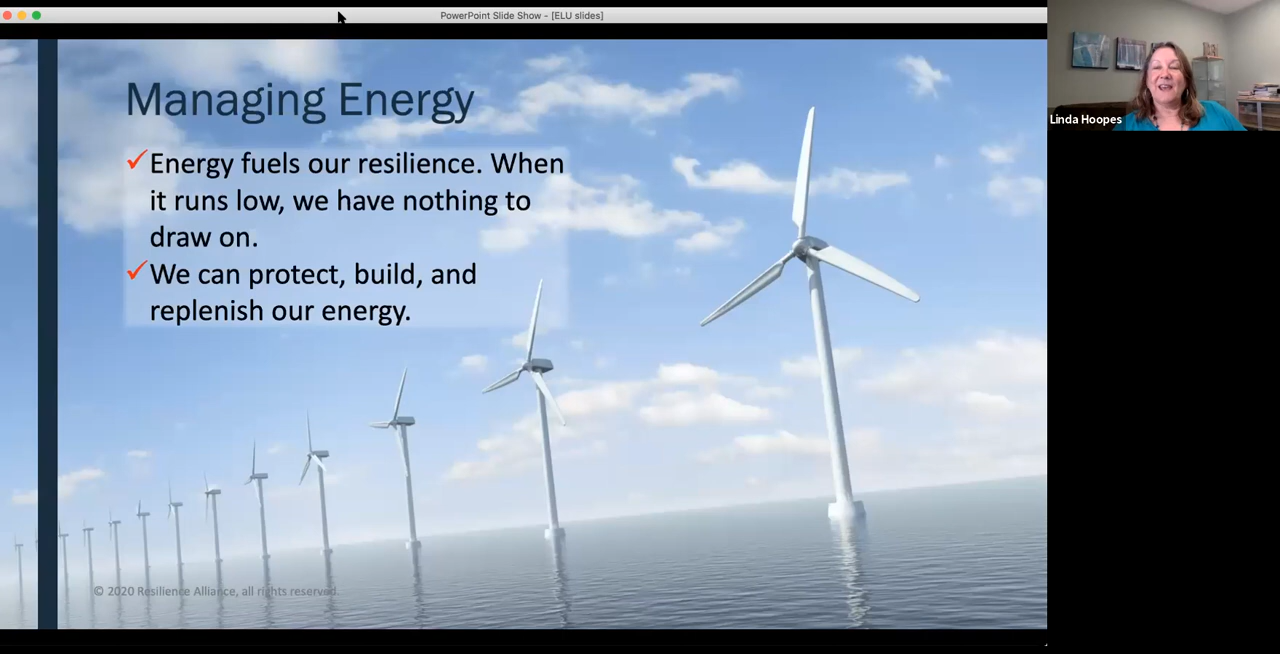 PowerPoint Slide Show - [ELU slides]
Managing Energy
✓Energy fuels our resilience. When
it runs low, we have nothing to
draw on.
✓We can protect, build, and
replenish our energy.
© 2020 Resilience Alliance, all rights reserved.
Linda Hoopes